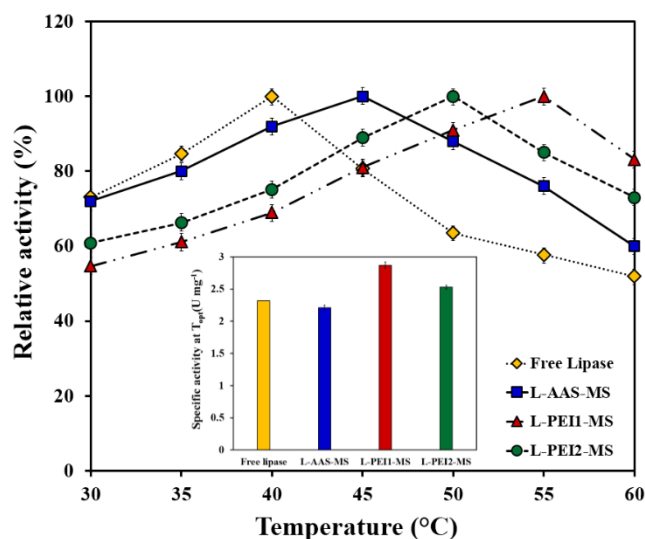 120
100
80
60
40
20
0
Relative activity (%)
30 35 40 45 50 55 60
Temperature (°C)
Free Lipase
L-AAS-MS
L-PEI1-MS
L-PEI2-MS
3
2.5
2
1.5
1
0.5
0
Specific activity at Topt(U mg-1)
Free lipase L-AAS-MS L-PEI1-MS L-PEI2-MS